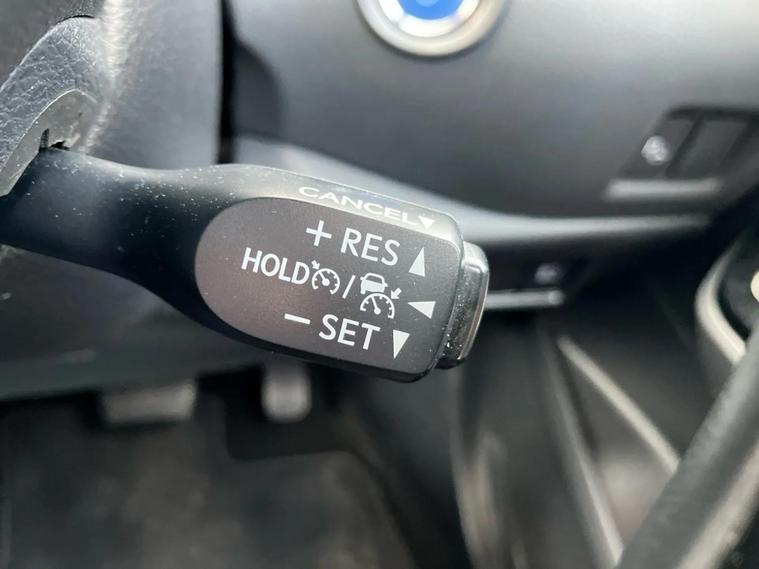 CANCEL
+ RES
HOLD /
− SET